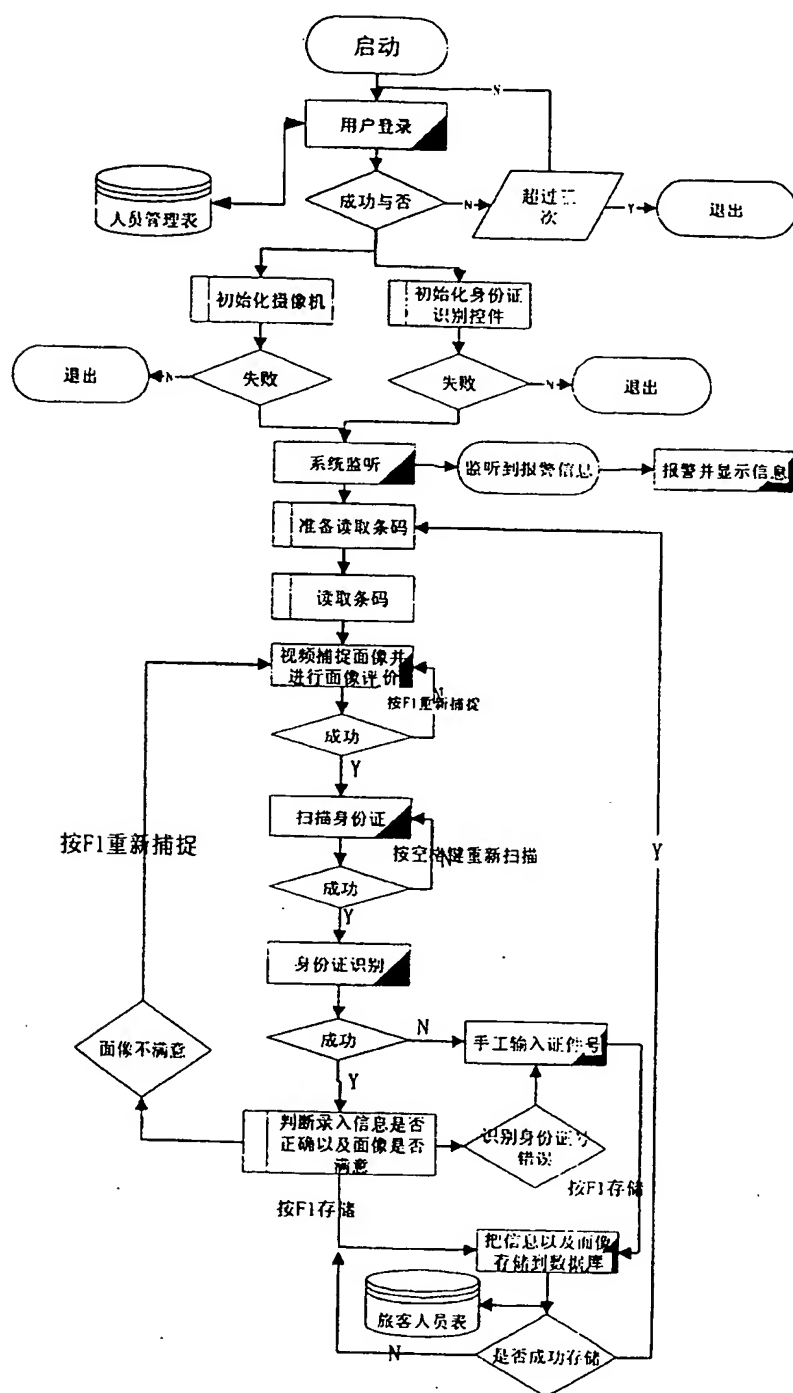 启动
N
用户登录
人员管理表
成功与否
N
超过三
次
Y
退出
初始化摄像机
初始化身份证
识别控件
退出
N
失败
失败
N
退出
系统监听
监听到报警信息
报警并显示信息
准备读取条码
读取条码
视频捕捉面像并
进行面像评价
N
按F1重新捕捉
成功
Y
扫描身份证
按F1重新捕捉
按空格键重新扫描
N
Y
成功
Y
身份证识别
面像不满意
成功
N
手工输入证件号
Y
判断录入信息是否
正确以及面像是否
满意
识别身份证号
错误
按F1存储
按F1存储
把信息以及面像
存储到数据库
旅客人员表
N
是否成功存储